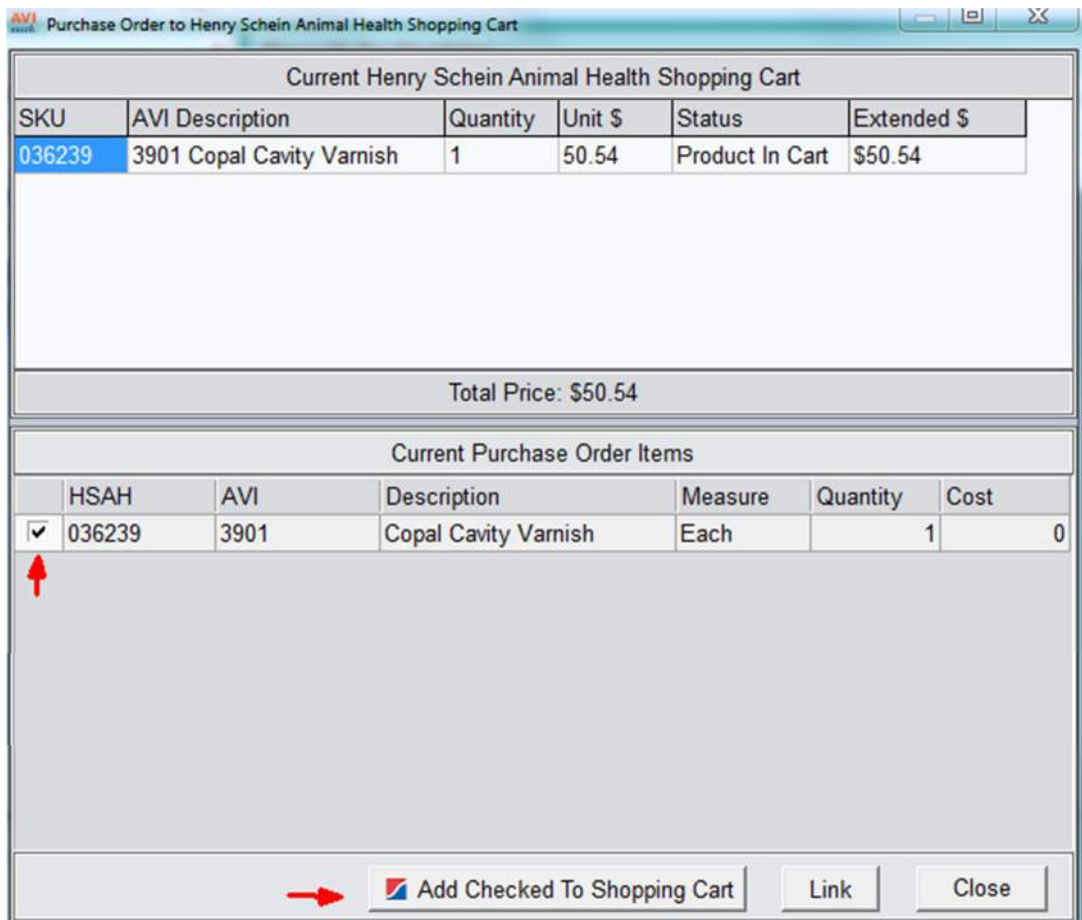 AVI mark Purchase Order to Henry Schein Animal Health Shopping Cart
Current Henry Schein Animal Health Shopping Cart
SKU AVI Description Quantity Unit $ Status Extended $
036239 3901 Copal Cavity Varnish 1 50.54 Product In Cart $50.54
Total Price: $50.54
Current Purchase Order Items
HSAH AVI Description Measure Quantity Cost
036239 3901 Copal Cavity Varnish Each 1 0
Add Checked To Shopping Cart Link Close